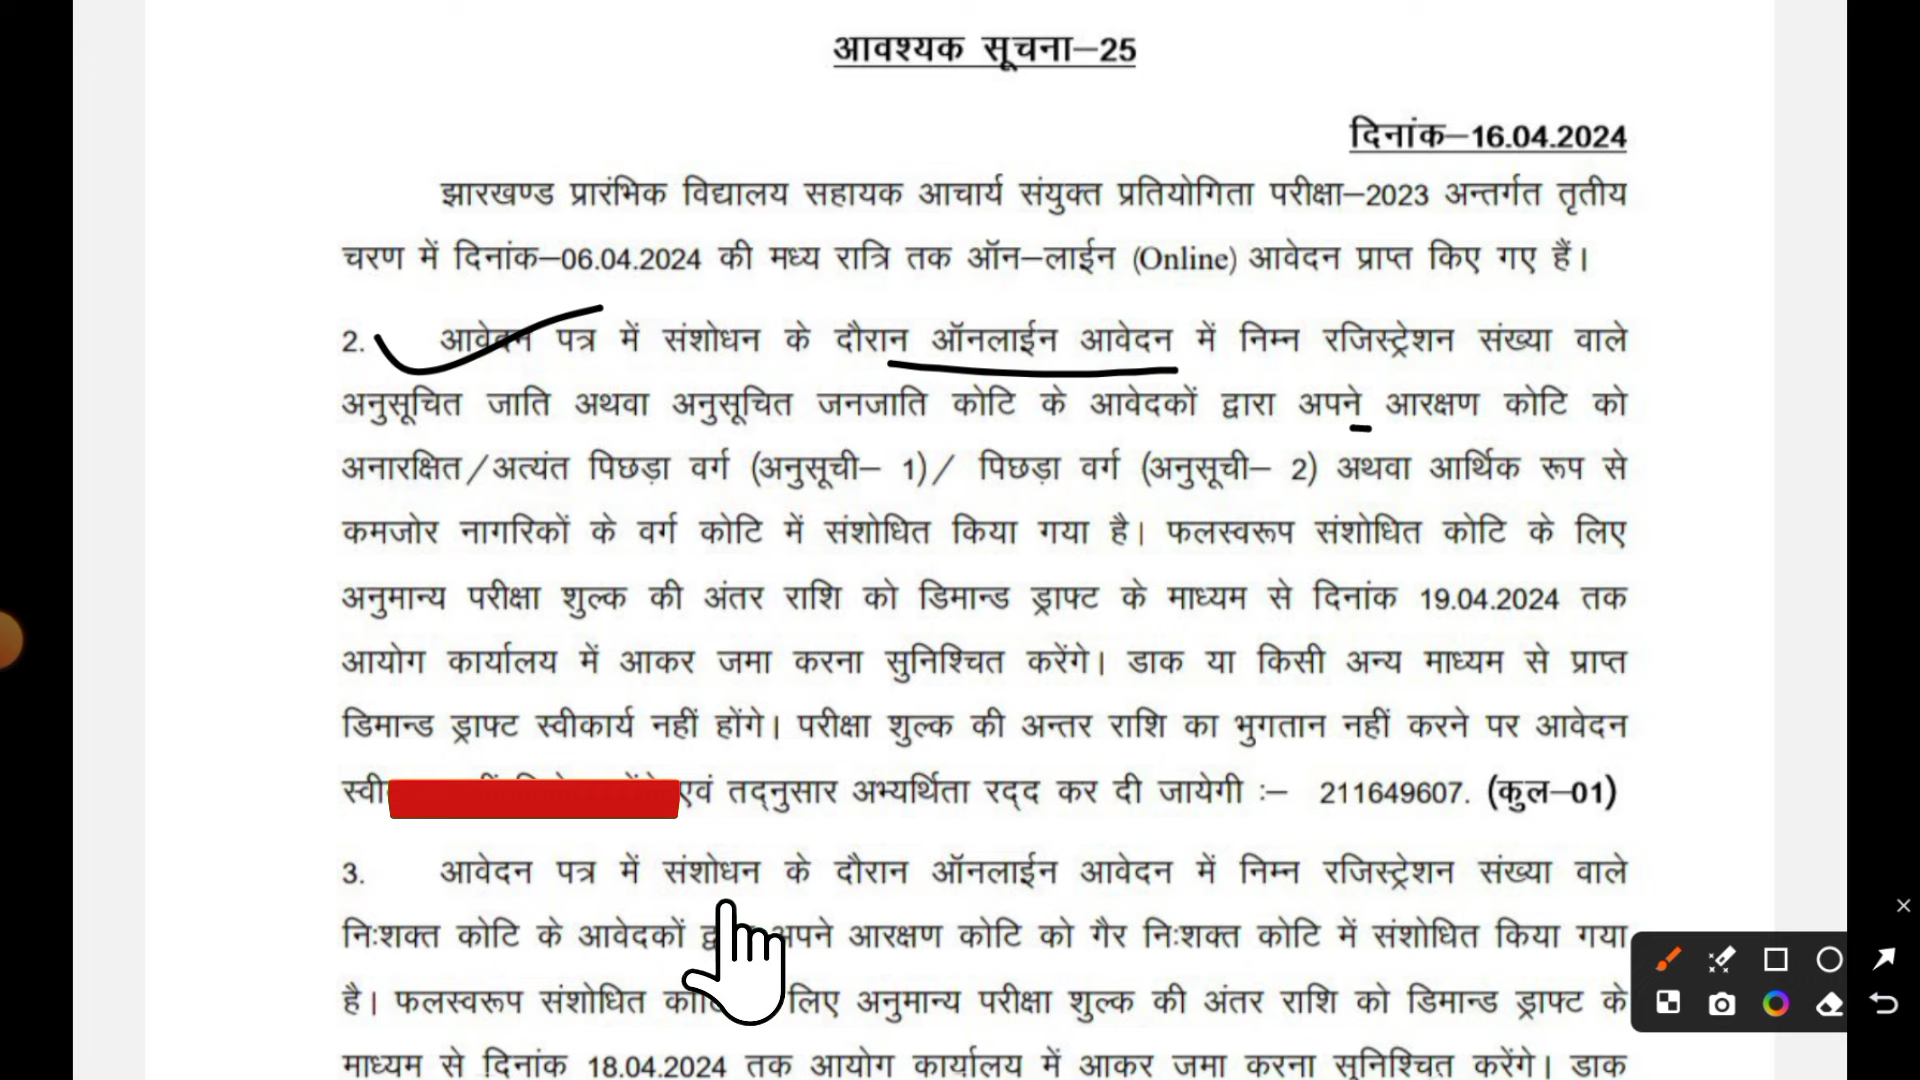 आवश्यक सूचना–25
दिनांक–16.04.2024
झारखण्ड प्रारंभिक विद्यालय सहायक आचार्य संयुक्त प्रतियोगिता परीक्षा–2023 अन्तर्गत तृतीय
चरण में दिनांक–06.04.2024 की मध्य रात्रि तक ऑन–लाईन (Online) आवेदन प्राप्त किए गए हैं।
2. आवेदन पत्र में संशोधन के दौरान ऑनलाईन आवेदन में निम्न रजिस्ट्रेशन संख्या वाले
अनुसूचित जाति अथवा अनुसूचित जनजाति कोटि के आवेदकों द्वारा अपने आरक्षण कोटि को
अनारक्षित/अत्यंत पिछड़ा वर्ग (अनुसूची– 1)/ पिछड़ा वर्ग (अनुसूची– 2) अथवा आर्थिक रूप से
कमजोर नागरिकों के वर्ग कोटि में संशोधित किया गया है। फलस्वरूप संशोधित कोटि के लिए
अनुमान्य परीक्षा शुल्क की अंतर राशि को डिमान्ड ड्राफ्ट के माध्यम से दिनांक 19.04.2024 तक
आयोग कार्यालय में आकर जमा करना सुनिश्चित करेंगे। डाक या किसी अन्य माध्यम से प्राप्त
डिमान्ड ड्राफ्ट स्वीकार्य नहीं होंगे। परीक्षा शुल्क की अन्तर राशि का भुगतान नहीं करने पर आवेदन
एवं तद्नुसार अभ्यर्थिता रद्द कर दी जायेगी :– 211649607. (कुल–01)
3. आवेदन पत्र में संशोधन के दौरान ऑनलाईन आवेदन में निम्न रजिस्ट्रेशन संख्या वाले
निःशक्त कोटि के आवेदकों अपने आरक्षण कोटि को गैर निःशक्त कोटि में संशोधित किया गया
है। फलस्वरूप संशोधित लिए अनुमान्य परीक्षा शुल्क की अंतर राशि को डिमान्ड ड्राफ्ट के
माध्यम से दिनांक 18.04.2024 तक आयोग कार्यालय में आकर जमा करना सुनिश्चित करेंगे। डाक